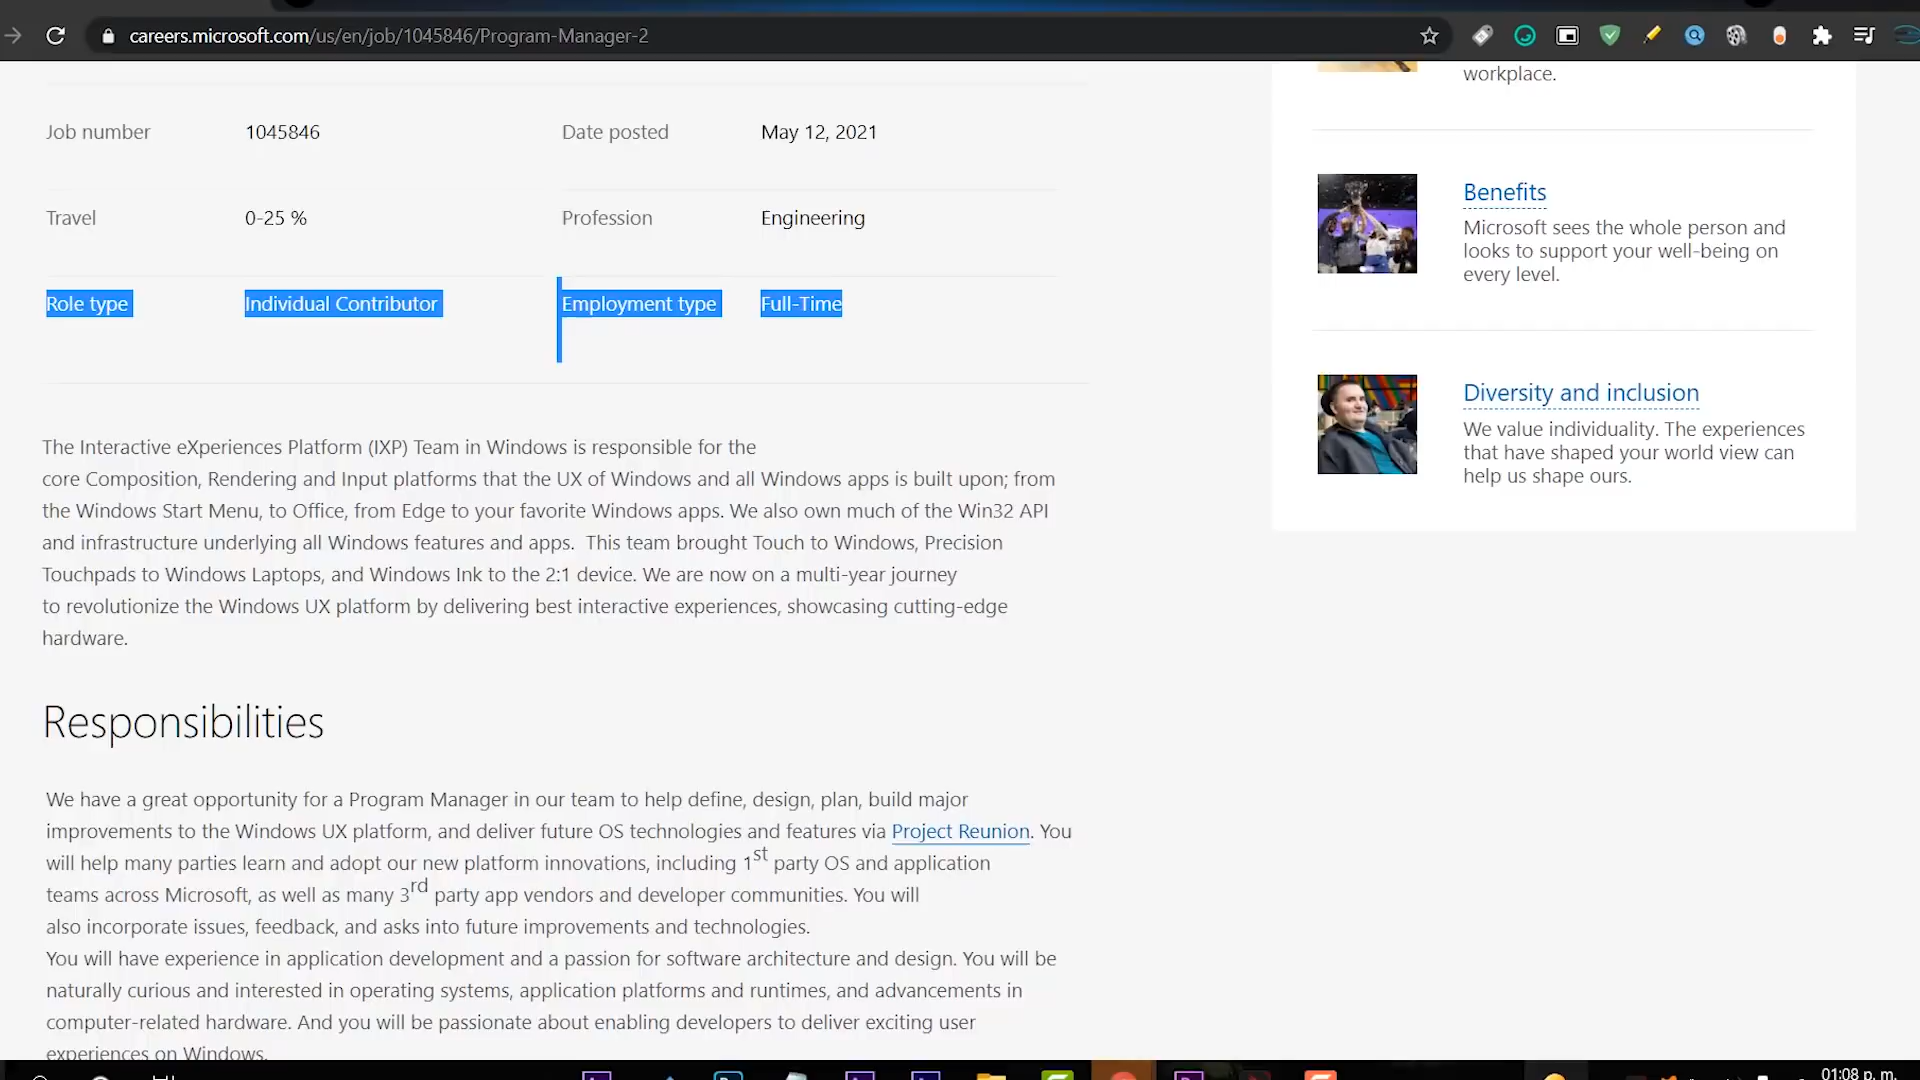 careers.microsoft.com/us/en/job/1045846/Program-Manager-2
Job number 1045846 Date posted May 12, 2021
Travel 0-25 % Profession Engineering
Role type Individual Contributor Employment type Full-Time
The Interactive eXperiences Platform (IXP) Team in Windows is responsible for the
core Composition, Rendering and Input platforms that the UX of Windows and all Windows apps is built upon; from
the Windows Start Menu, to Office, from Edge to your favorite Windows apps. We also own much of the Win32 API
and infrastructure underlying all Windows features and apps.  This team brought Touch to Windows, Precision
Touchpads to Windows Laptops, and Windows Ink to the 2:1 device. We are now on a multi-year journey
to revolutionize the Windows UX platform by delivering best interactive experiences, showcasing cutting-edge
hardware.
Responsibilities
We have a great opportunity for a Program Manager in our team to help define, design, plan, build major
improvements to the Windows UX platform, and deliver future OS technologies and features via Project Reunion. You
will help many parties learn and adopt our new platform innovations, including 1st party OS and application
teams across Microsoft, as well as many 3rd party app vendors and developer communities. You will
also incorporate issues, feedback, and asks into future improvements and technologies.
You will have experience in application development and a passion for software architecture and design. You will be
naturally curious and interested in operating systems, application platforms and runtimes, and advancements in
computer-related hardware. And you will be passionate about enabling developers to deliver exciting user
experiences on Windows.
workplace.
Benefits
Microsoft sees the whole person and
looks to support your well-being on
every level.
Diversity and inclusion
We value individuality. The experiences
that have shaped your world view can
help us shape ours.
01:08 p. m.